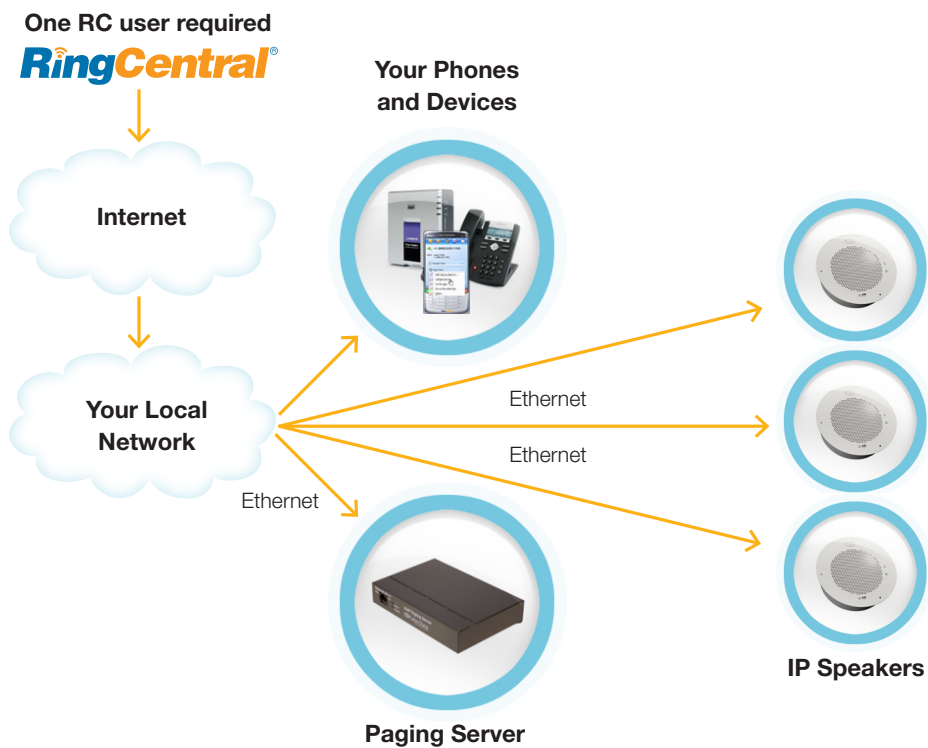 One RC user required
RingCentral®
Your Phones
and Devices
Internet
Your Local
Network
Ethernet
Ethernet
Ethernet
IP Speakers
Paging Server